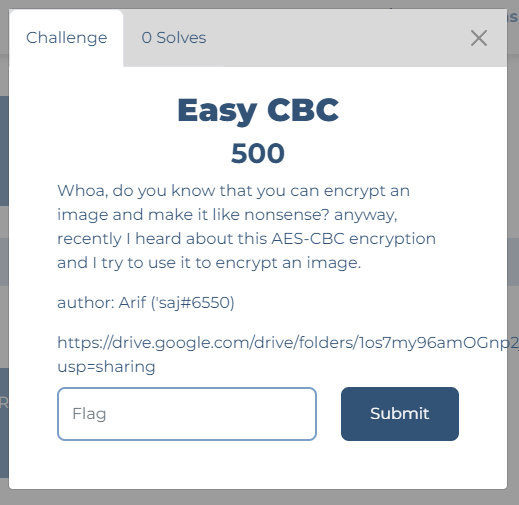 Challenge
0 Solves
Easy CBC
500
Whoa, do you know that you can encrypt an
image and make it like nonsense? anyway,
recently I heard about this AES-CBC encryption
and I try to use it to encrypt an image.
author: Arif ('saj#6550)
https://drive.google.com/drive/folders/1os7my96amOGnp2
usp=sharing
Flag
Submit